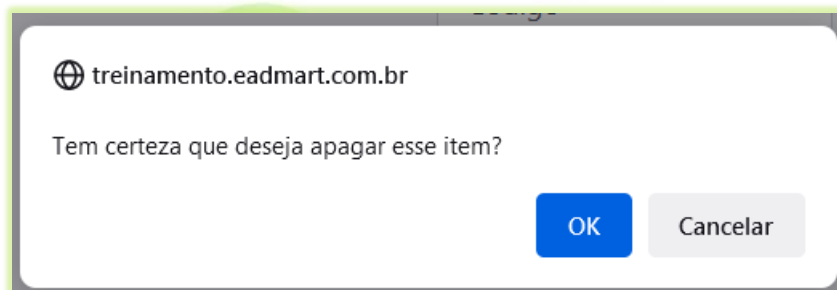 treinamento.eadmart.com.br
Tem certeza que deseja apagar esse item?
OK Cancelar